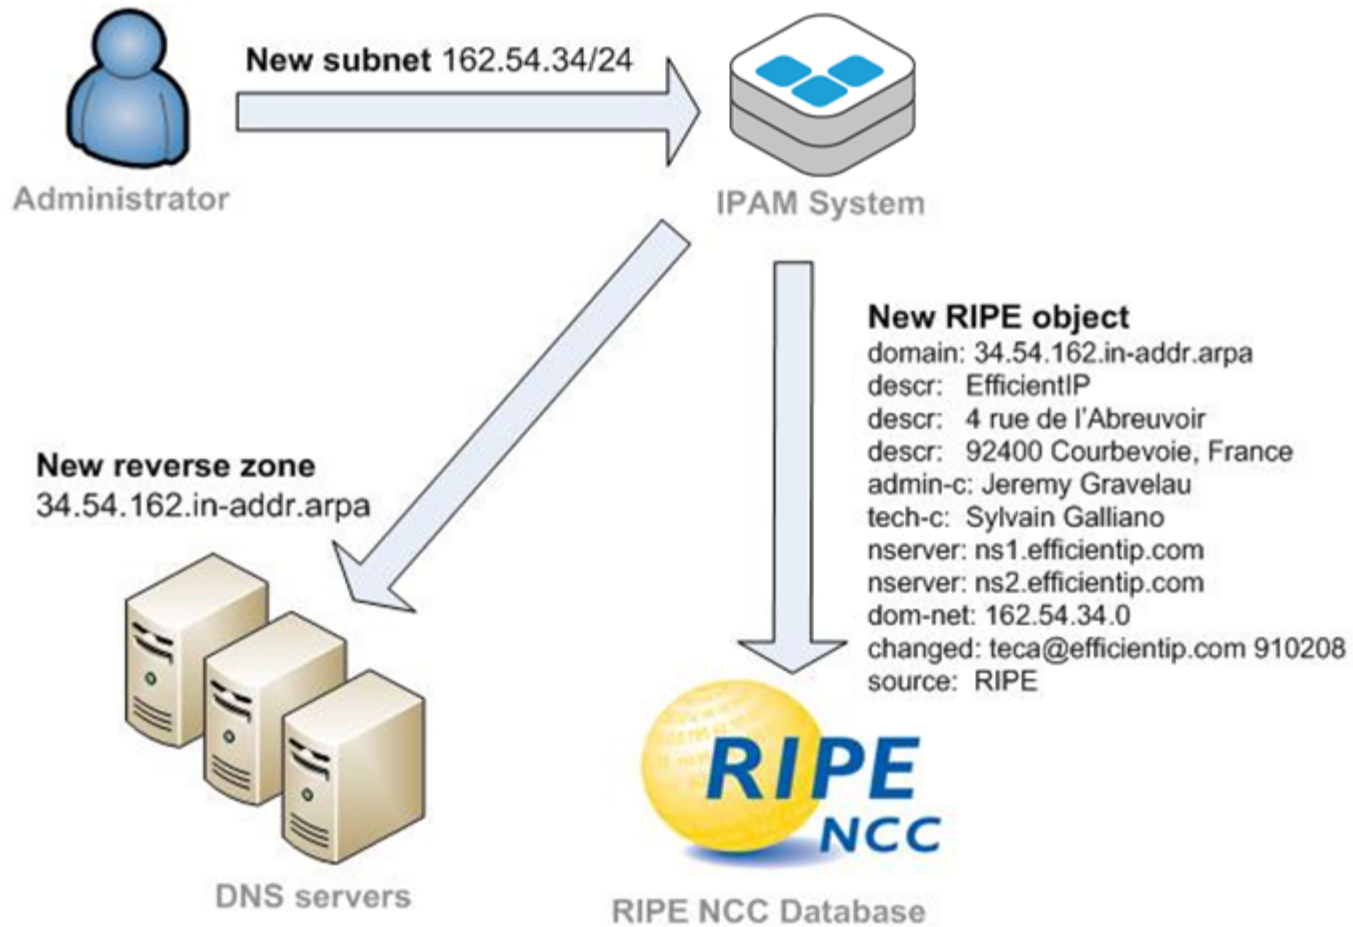 New subnet 162.54.34/24
Administrator
IPAM System
New RIPE object
domain: 34.54.162.in-addr.arpa
descr: EfficientIP
descr: 4 rue de l'Abreuvoir
descr: 92400 Courbevoie, France
admin-c: Jeremy Gravelau
tech-c: Sylvain Galliano
nserver: ns1.efficientip.com
nserver: ns2.efficientip.com
dom-net: 162.54.34.0
changed: teca@efficientip.com 910208
source: RIPE
New reverse zone
34.54.162.in-addr.arpa
RIPE
NCC
DNS servers
RIPE NCC Database